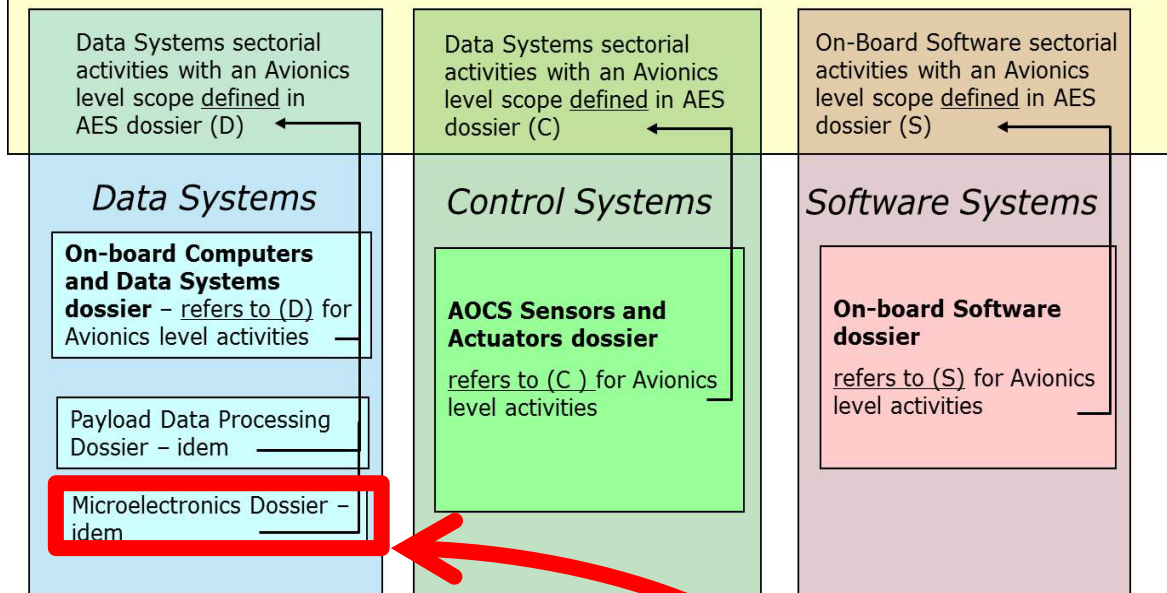 Data Systems sectorial
activities with an Avionics
level scope defined in
AES dossier (D)
Data Systems
On-board Computers
and Data Systems
dossier – refers to (D) for
Avionics level activities
Payload Data Processing
Dossier – idem
Microelectronics Dossier –
idem
Data Systems sectorial
activities with an Avionics
level scope defined in AES
dossier (C)
Control Systems
AOCS Sensors and
Actuators dossier
refers to (C ) for Avionics
level activities
On-Board Software sectorial
activities with an Avionics
level scope defined in AES
dossier (S)
Software Systems
On-board Software
dossier
refers to (S) for Avionics
level activities